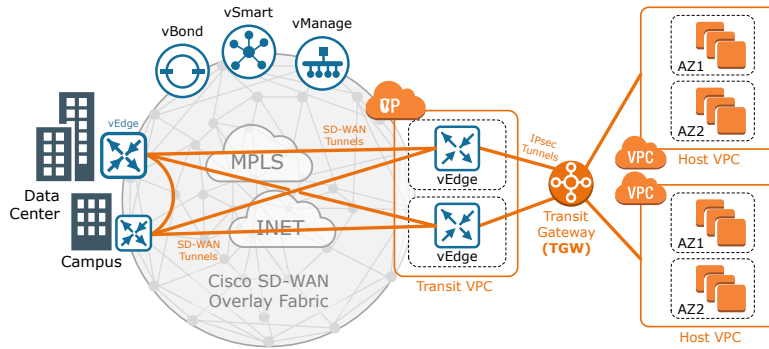 vBond
vSmart
vManage
vEdge
Data
Center
Campus
MPLS
INET
SD-WAN
Tunnels
SD-WAN
Tunnels
Cisco SD-WAN
Overlay Fabric
vEdge
vEdge
Transit VPC
IPsec
Tunnels
Transit
Gateway
(TGW)
AZ1
AZ2
VPC
Host VPC
VPC
AZ1
AZ2
Host VPC